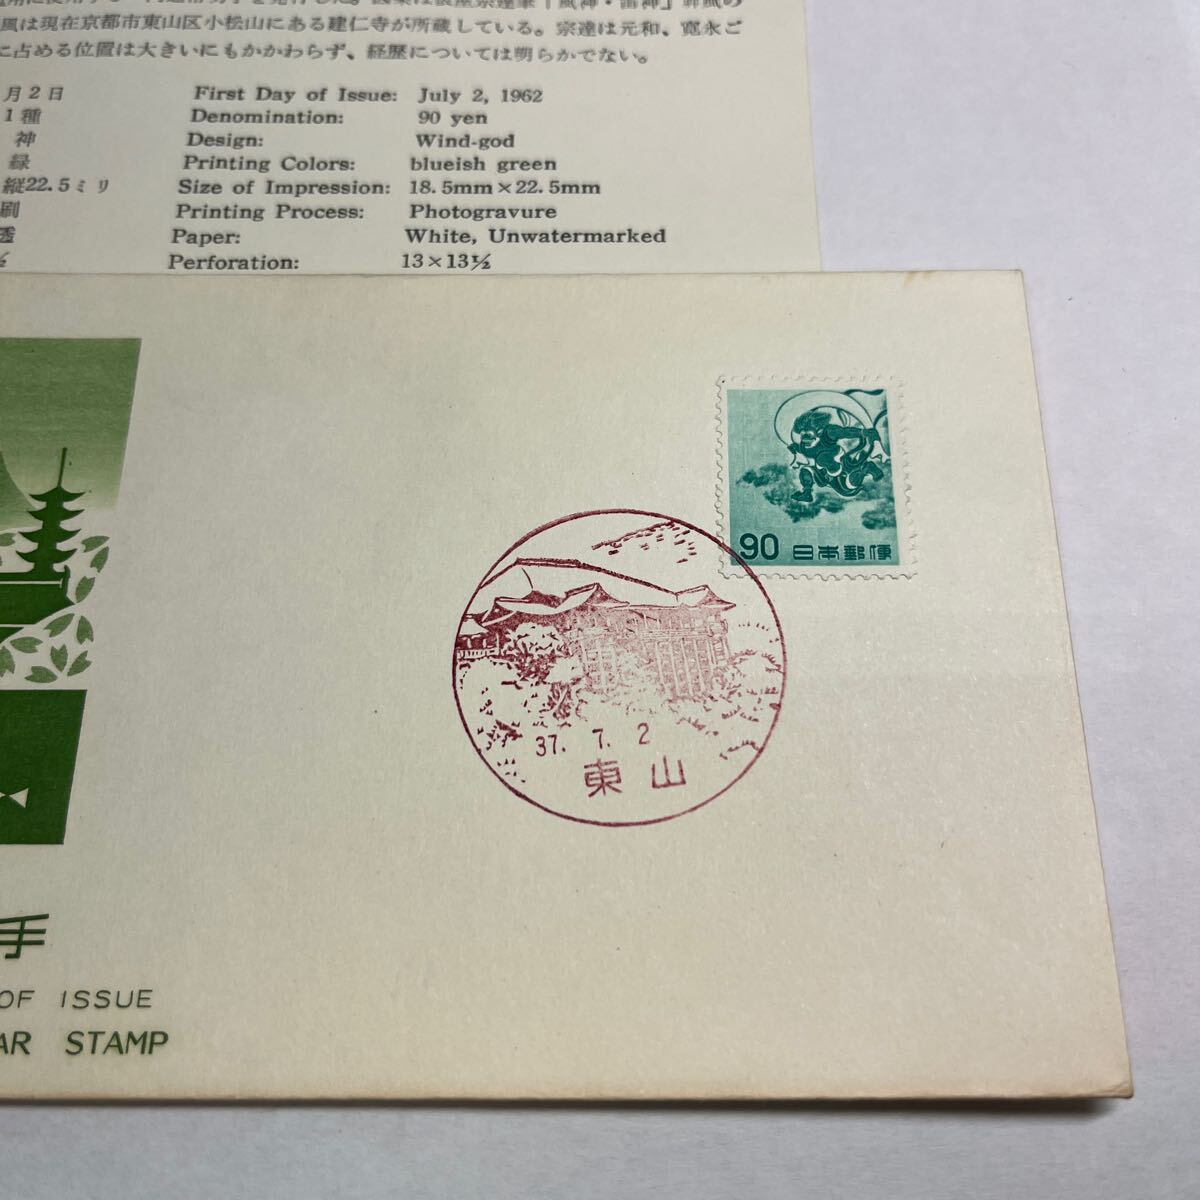 風は現在京都市東山区小松山にある建仁寺が所蔵している。宗達は元和、寛永ご
に占める位置は大きいにもかかわらず、経歴については明らかでない。
月2日 First Day of Issue: July 2, 1962
1種 Denomination: 90 yen
神 Design: Wind-god
緑 Printing Colors: blueish green
縦22.5ミリ Size of Impression: 18.5mm×22.5mm
刷 Printing Process: Photogravure
透 Paper: White, Unwatermarked
½ Perforation: 13×13½
90 日本郵便
37. 7. 2
東山
手
OF ISSUE
AR STAMP